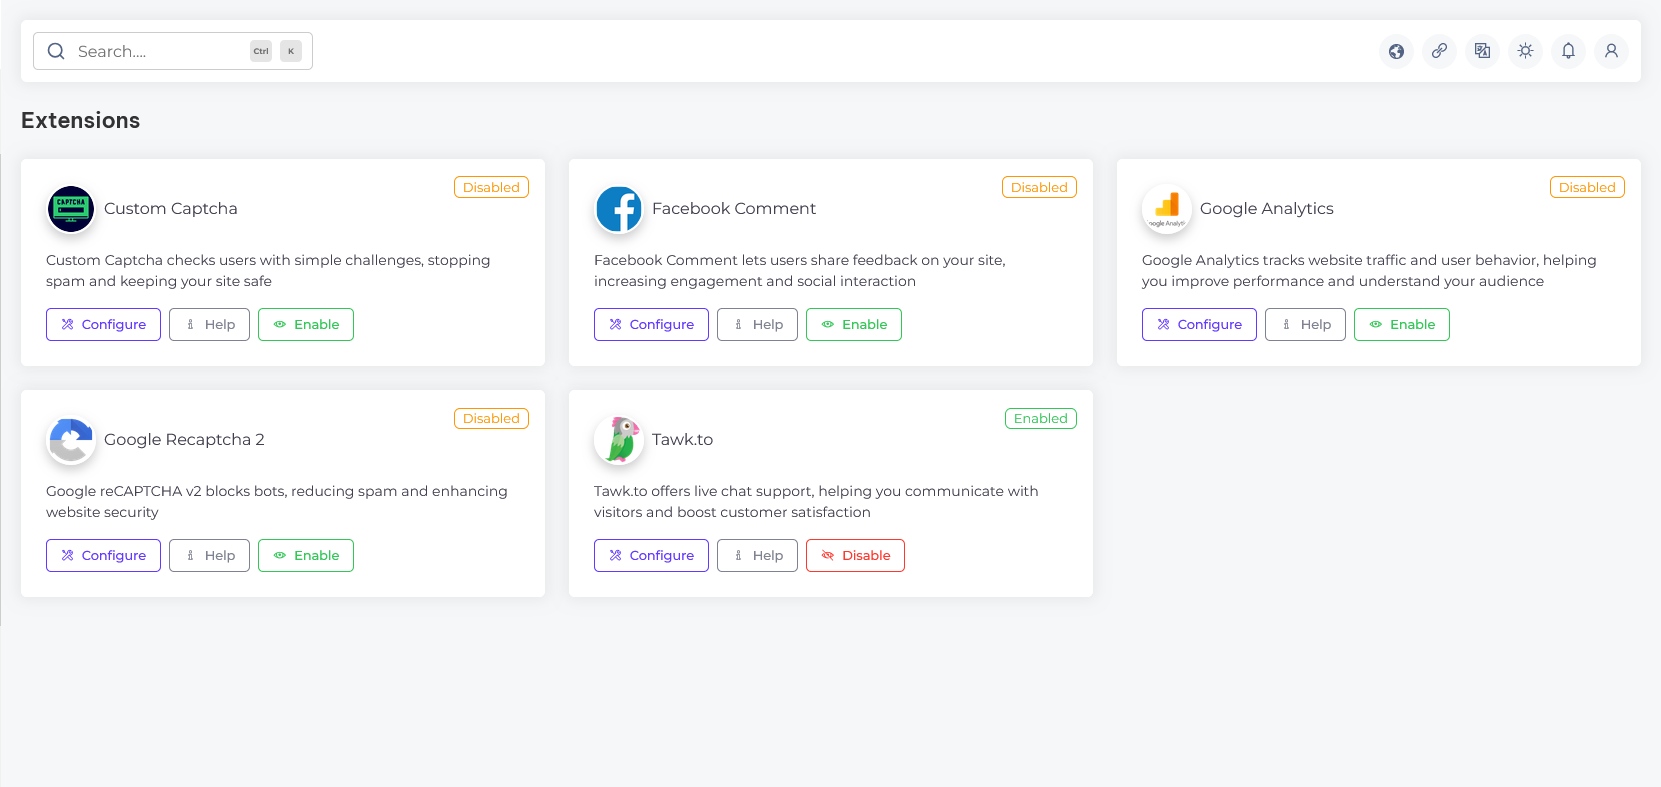 Search.... Ctrl K
Extensions
CAPTCHA
Custom Captcha
Disabled
Custom Captcha checks users with simple challenges, stopping
spam and keeping your site safe
Configure Help Enable
Facebook Comment
Disabled
Facebook Comment lets users share feedback on your site,
increasing engagement and social interaction
Configure Help Enable
Google Analytics
Disabled
Google Analytics tracks website traffic and user behavior, helping
you improve performance and understand your audience
Configure Help Enable
Google Recaptcha 2
Disabled
Google reCAPTCHA v2 blocks bots, reducing spam and enhancing
website security
Configure Help Enable
Tawk.to
Enabled
Tawk.to offers live chat support, helping you communicate with
visitors and boost customer satisfaction
Configure Help Disable